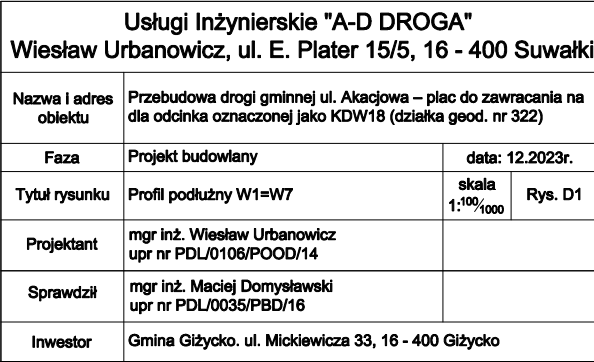 Usługi Inżynierskie "A-D DROGA"
Wiesław Urbanowicz, ul. E. Plater 15/5, 16 - 400 Suwałki
Nazwa i adres obiektu
Przebudowa drogi gminnej ul. Akacjowa – plac do zawracania na
dla odcinka oznaczonej jako KDW18 (działka geod. nr 322)
Faza Projekt budowlany data: 12.2023r.
Tytuł rysunku Profil podłużny W1=W7 skala 1:100/1000 Rys. D1
Projektant
mgr inż. Wiesław Urbanowicz
upr nr PDL/0106/POOD/14
Sprawdził
mgr inż. Maciej Domysławski
upr nr PDL/0035/PBD/16
Inwestor Gmina Giżycko. ul. Mickiewicza 33, 16 - 400 Giżycko